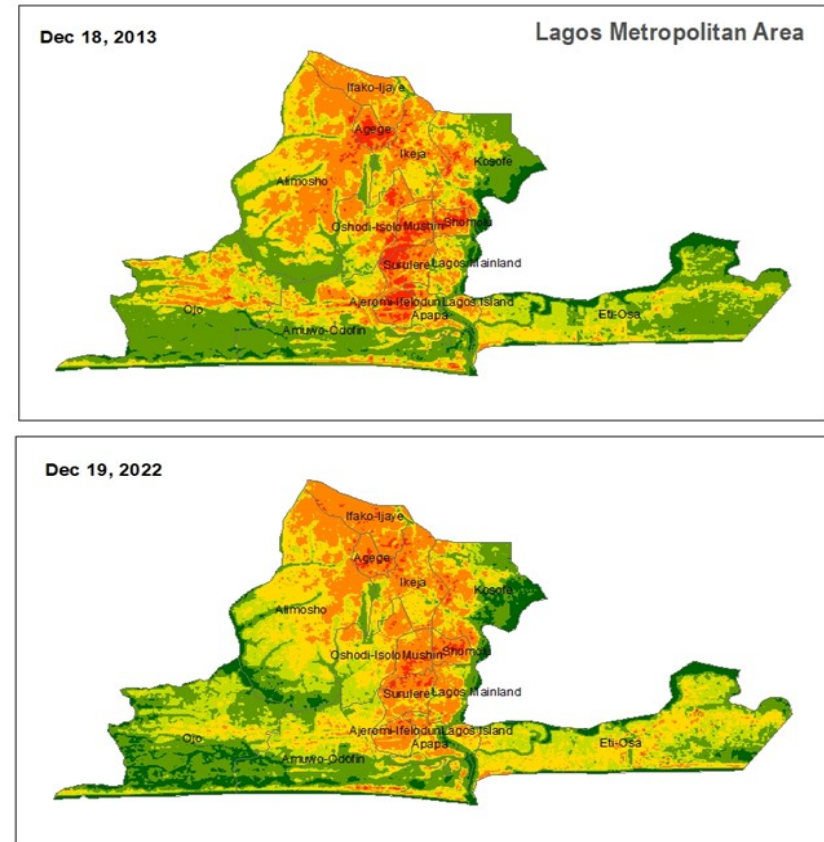 Dec 18, 2013
Lagos Metropolitan Area
Ifako-Ijaye
Agege
Ikeja
Kosofe
Alimosho
Oshodi-Isolo
Mushin
Shomolu
Surulere
Lagos Mainland
Ojo
Ajeromi-Ifelodun
Lagos Island
Apapa
Eti-Osa
Amuwo-Odofin
Dec 19, 2022
Ifako-Ijaye
Agege
Ikeja
Kosofe
Alimosho
Oshodi-Isolo
Mushin
Shomolu
Surulere
Lagos Mainland
Ojo
Ajeromi-Ifelodun
Lagos Island
Apapa
Eti-Osa
Amuwo-Odofin